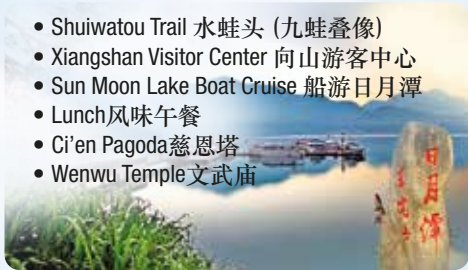 • Shuiwatou Trail 水蛙头 (九蛙叠像)
• Xiangshan Visitor Center 向山游客中心
• Sun Moon Lake Boat Cruise 船游日月潭
• Lunch风味午餐
• Ci'en Pagoda慈恩塔
• Wenwu Temple文武庙
日月潭